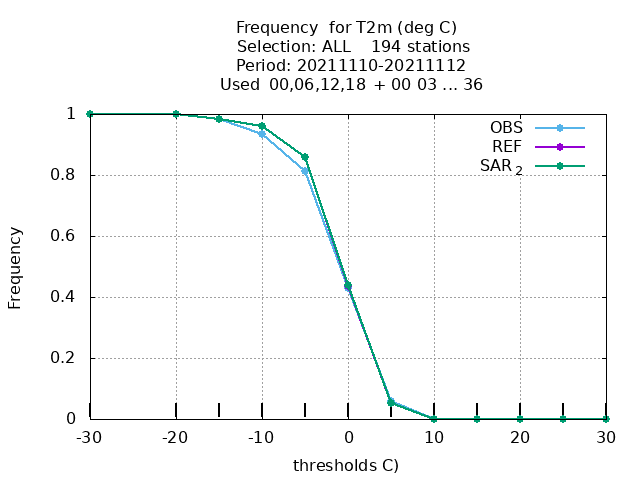 Frequency  for T2m (deg C)
Selection: ALL    194 stations
Period: 20211110-20211112
Used  00,06,12,18  + 00 03 ... 36
OBS
REF
SAR 2
1
0.8
0.6
0.4
0.2
0
Frequency
-30 -20 -10 0 10 20 30
thresholds C)